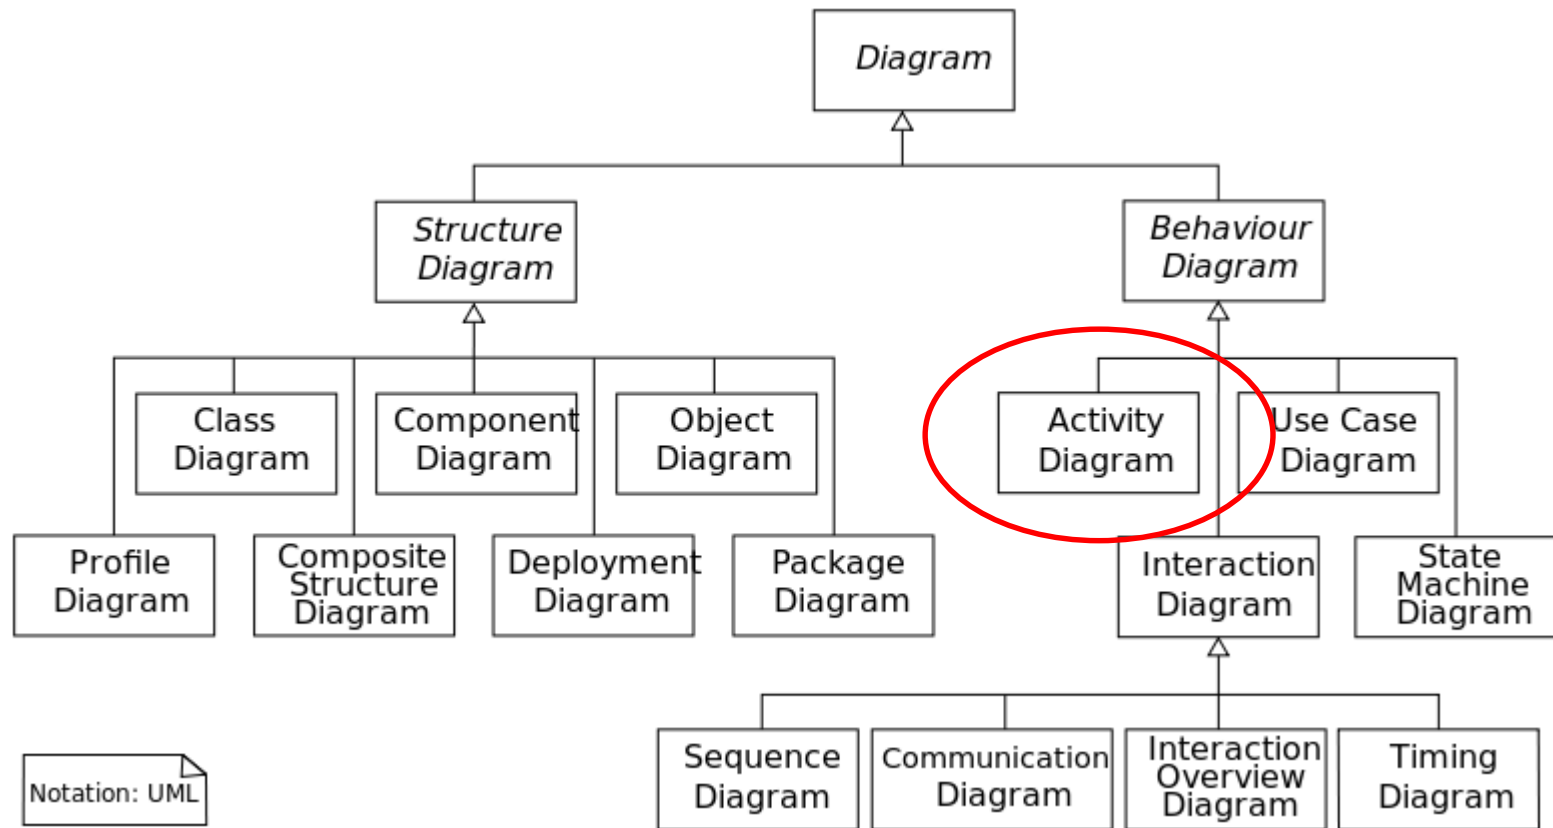 Diagram
Structure
Diagram
Behaviour
Diagram
Class
Diagram
Component
Diagram
Object
Diagram
Activity
Diagram
Use Case
Diagram
Profile
Diagram
Composite
Structure
Diagram
Deployment
Diagram
Package
Diagram
Interaction
Diagram
State
Machine
Diagram
Sequence
Diagram
Communication
Diagram
Interaction
Overview
Diagram
Timing
Diagram
Notation: UML